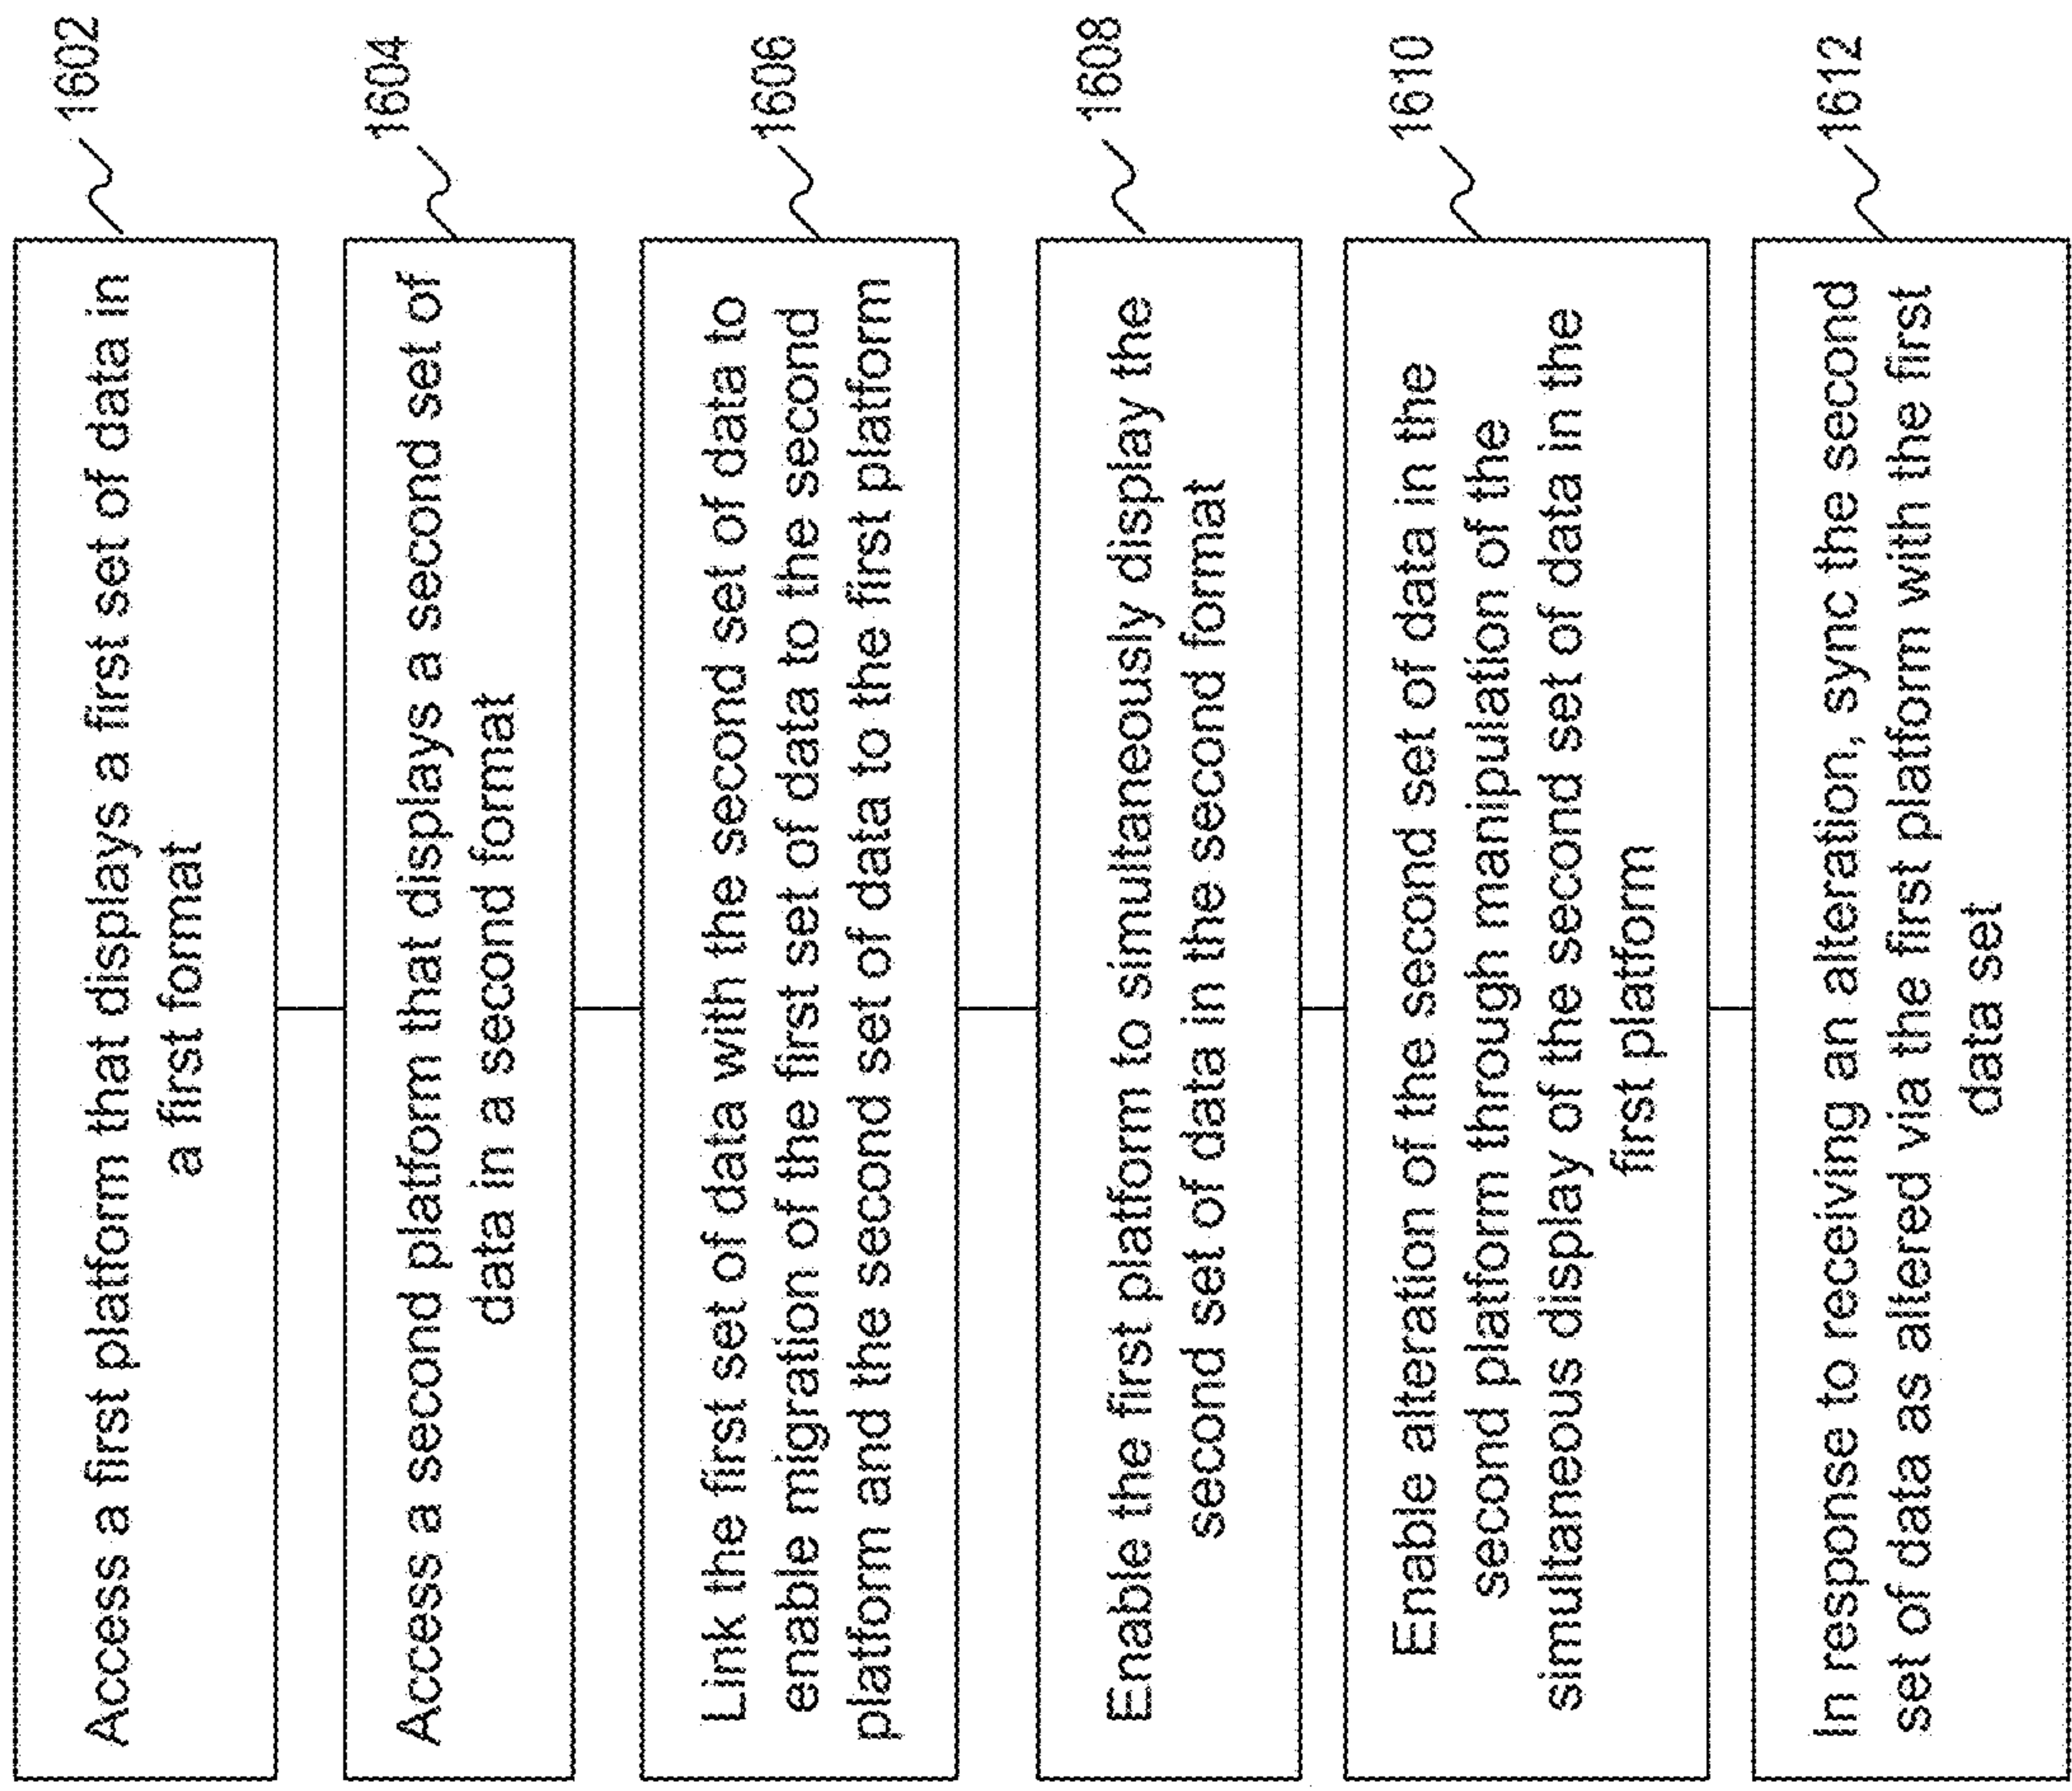 Access a first platform that displays a first set of data in
a first format
1602
Access a second platform that displays a second set of
data in a second format
1604
Link the first set of data with the second set of data to
enable migration of the first set of data to the second
platform and the second set of data to the first platform
1606
Enable the first platform to simultaneously display the
second set of data in the second format
1608
Enable alteration of the second set of data in the
second platform through manipulation of the
simultaneous display of the second set of data in the
first platform
1610
In response to receiving an alteration, sync the second
set of data as altered via the first platform with the first
data set
1612